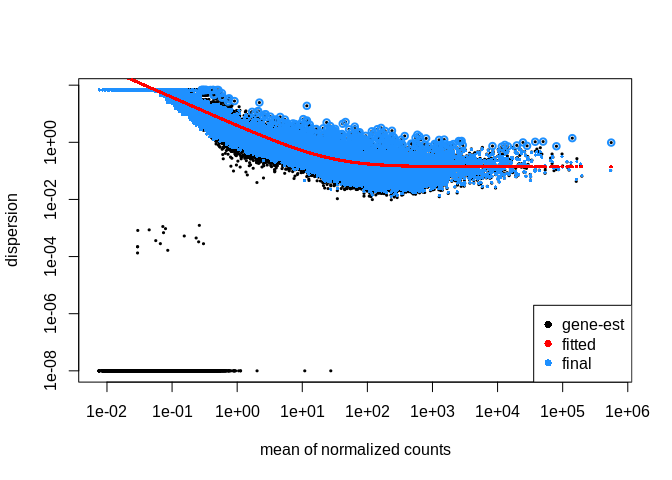 dispersion
1e+00
1e-02
1e-04
1e-06
1e-08
gene-est
fitted
final
1e-02 1e-01 1e+00 1e+01 1e+02 1e+03 1e+04 1e+05 1e+06
mean of normalized counts